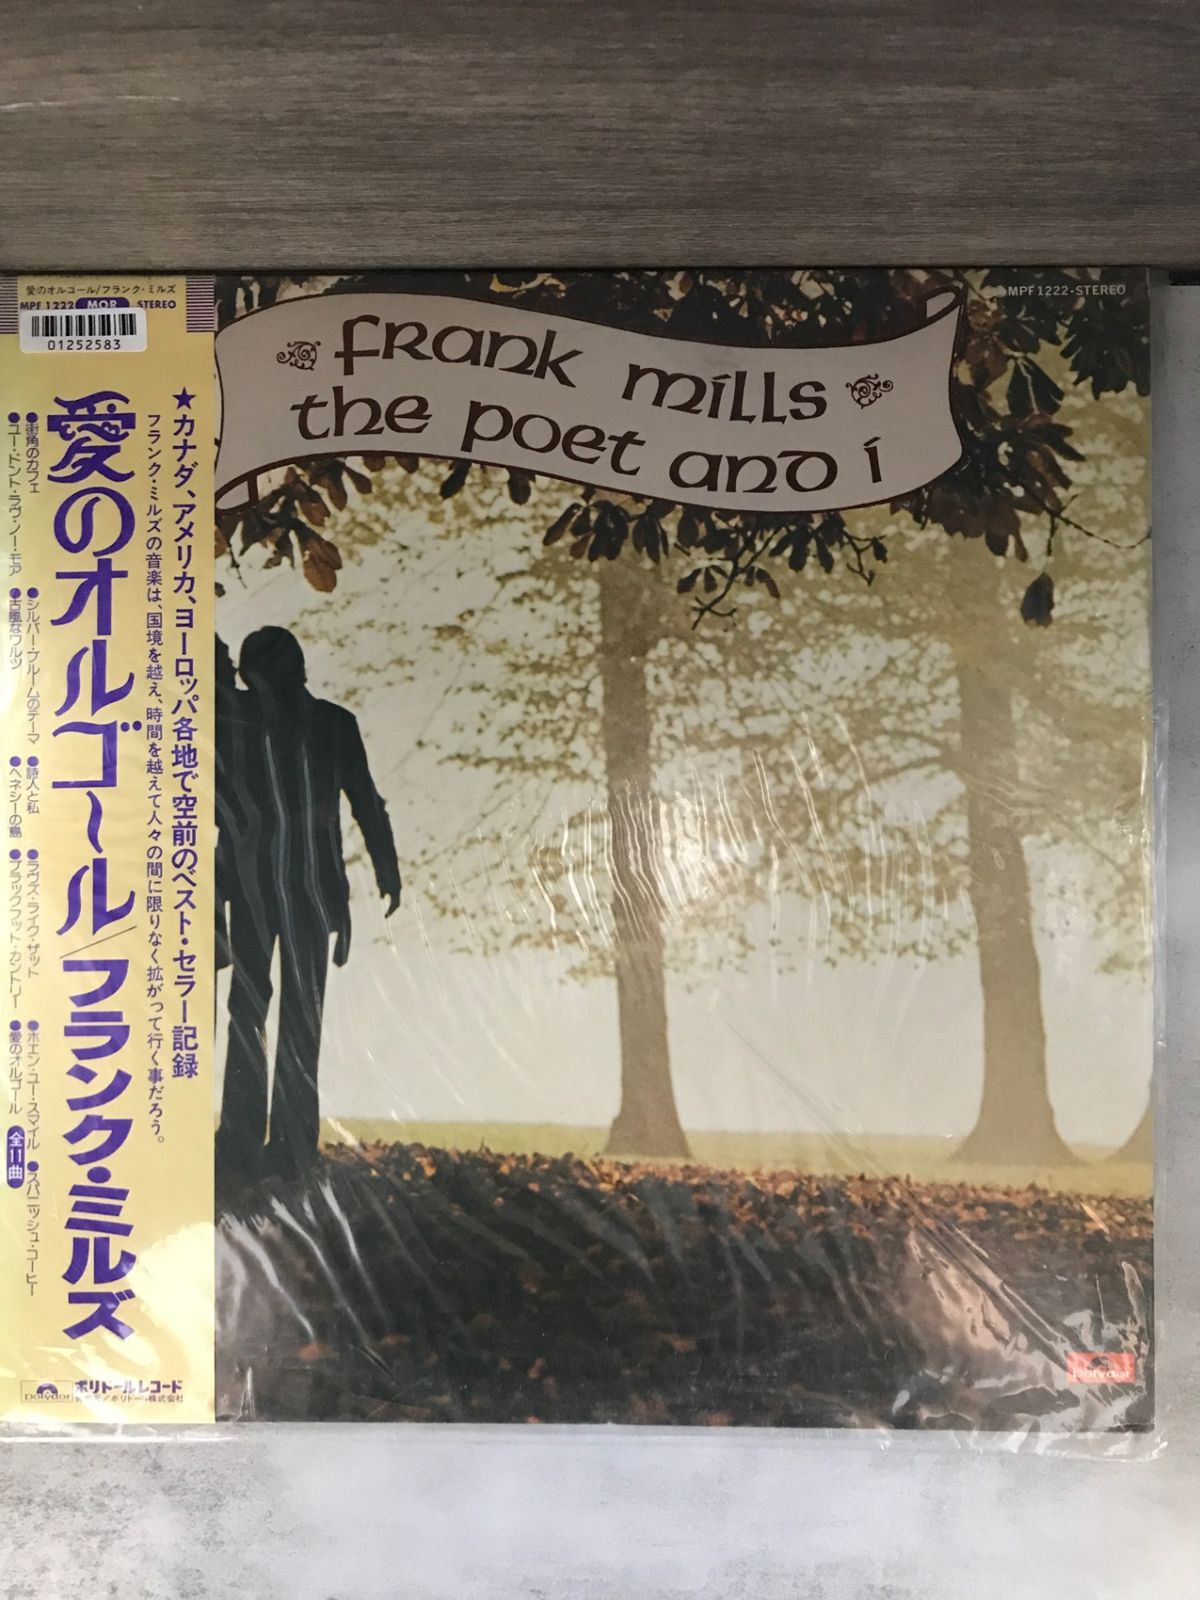 愛のオルゴール/フランク・ミルズ
MPF 1222 MOR STEREO
01252583
★カナダ、アメリカ、ヨーロッパ各地で空前のベスト・セラー記録
フランク・ミルズの音楽は、国境を越え、時間を越えて人々の間に限りなく拡がって行く事だろう。
愛のオルゴール/フランク・ミルズ
●街角のカフェ ●シルバー・ブルームのテーマ ●詩人と私 ●ラヴズ・ライク・ザット ●ホエン・ユー・スマイル ●スパニッシュ・コーヒー
●ユー・ドント・ラヴ・ノー・モア ●古風なワルツ ●ヘネシーの島 ●ブラックフット・カントリー ●愛のオルゴール 全11曲
polydor ポリドールレコード
ポリドール株式会社
MPF 1222・STEREO
frank mills
the poet and i
polydor